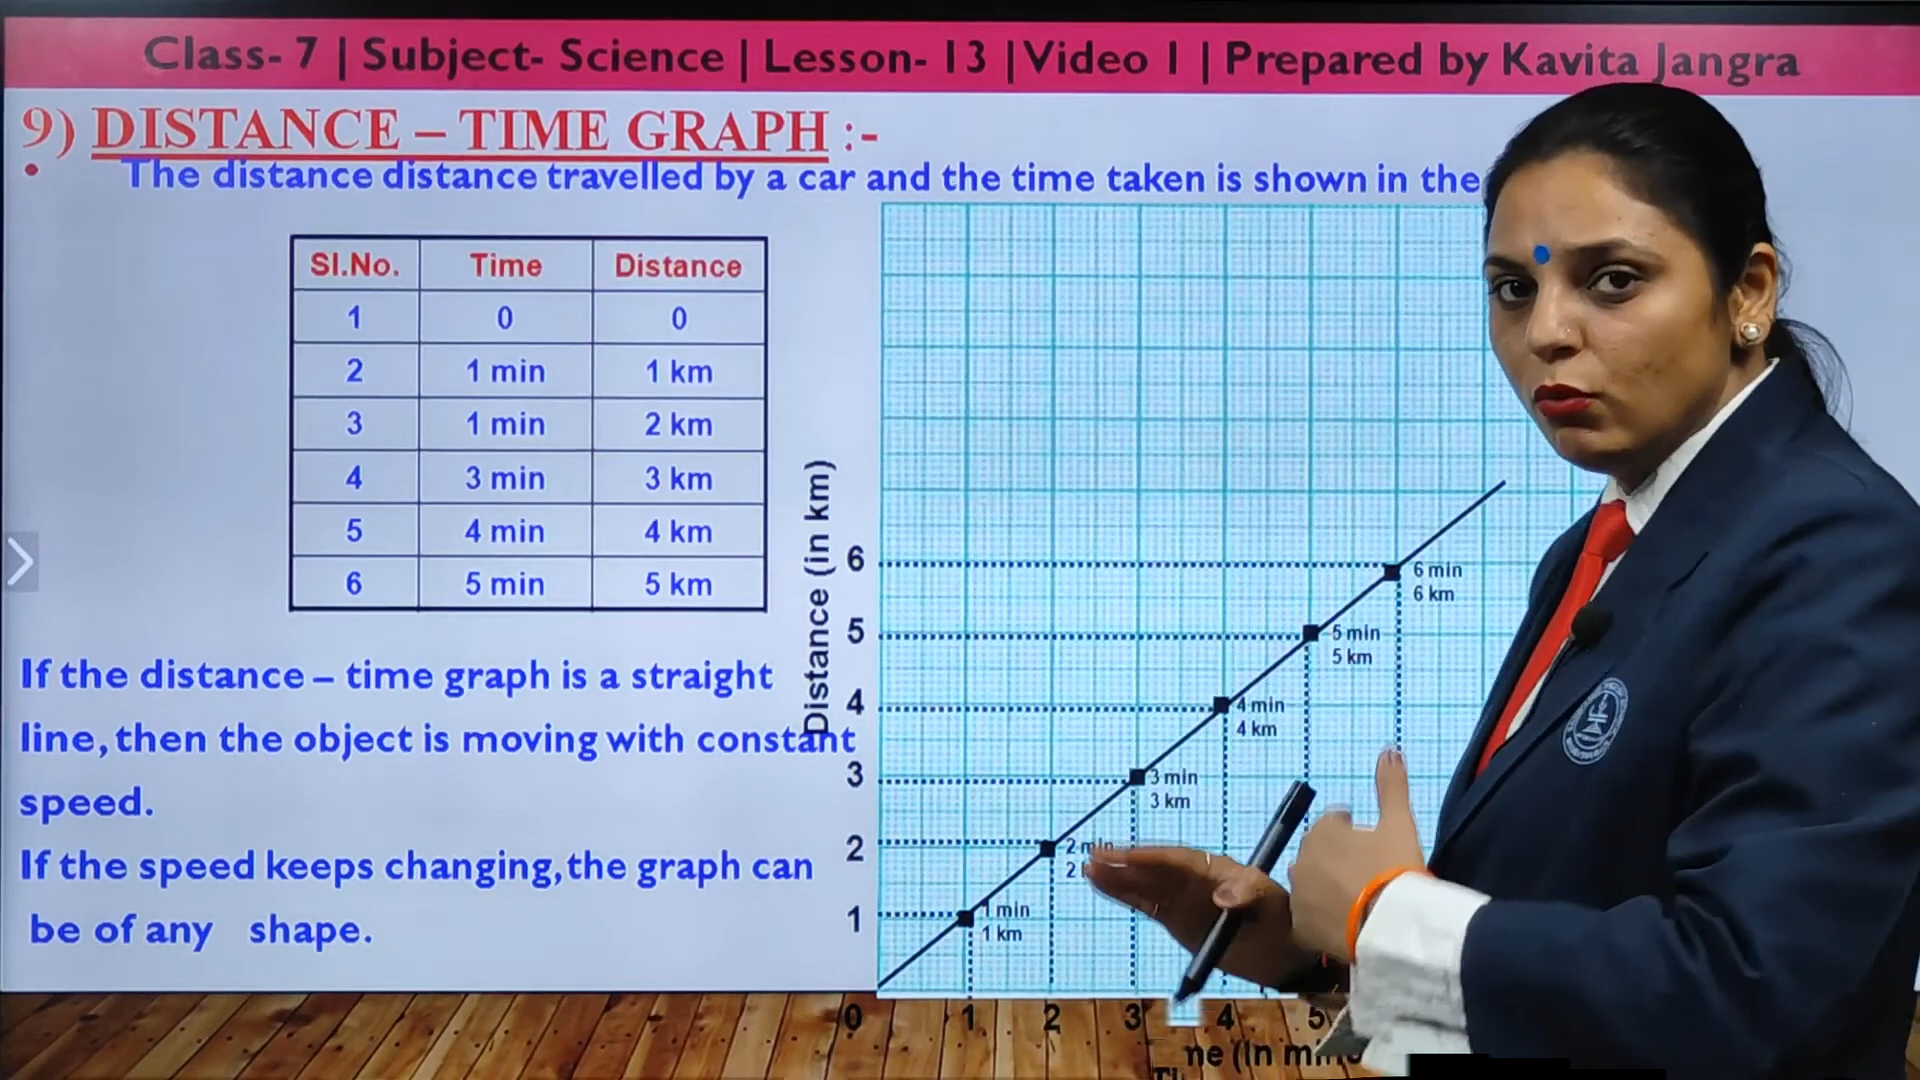 Class- 7 | Subject- Science | Lesson- 13 | Video 1 | Prepared by Kavita Jangra
9) DISTANCE – TIME GRAPH :-
• The distance distance travelled by a car and the time taken is shown in the
Sl.No. Time Distance
1 0 0
2 1 min 1 km
3 1 min 2 km
4 3 min 3 km
5 4 min 4 km
6 5 min 5 km
If the distance – time graph is a straight
line, then the object is moving with constant
speed.
If the speed keeps changing, the graph can
be of any shape.
Distance (in km)
6
5
4
3
2
1
6 min
6 km
5 min
5 km
4 min
4 km
3 min
3 km
2
2
1 min
1 km
0 1 2 3 4 5
(In